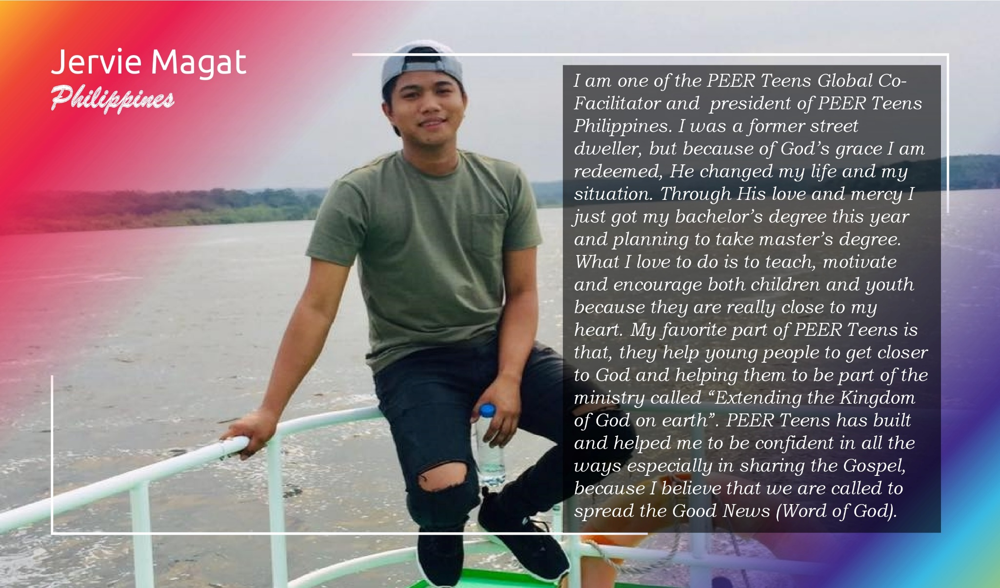 Jervie Magat
Philippines
I am one of the PEER Teens Global Co-
Facilitator and  president of PEER Teens
Philippines. I was a former street
dweller, but because of God’s grace I am
redeemed, He changed my life and my
situation. Through His love and mercy I
just got my bachelor’s degree this year
and planning to take master’s degree.
What I love to do is to teach, motivate
and encourage both children and youth
because they are really close to my
heart. My favorite part of PEER Teens is
that, they help young people to get closer
to God and helping them to be part of the
ministry called “Extending the Kingdom
of God on earth”. PEER Teens has built
and helped me to be confident in all the
ways especially in sharing the Gospel,
because I believe that we are called to
spread the Good News (Word of God).